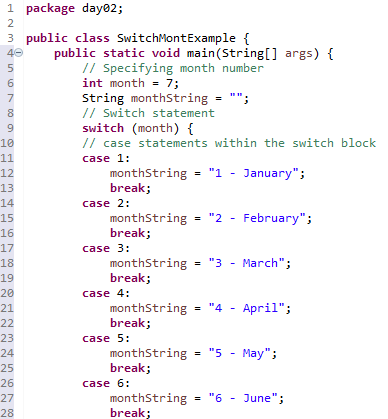 1 package day02;
2
3 public class SwitchMontExample {
4 public static void main(String[] args) {
5 // Specifying month number
6 int month = 7;
7 String monthString = "";
8 // Switch statement
9 switch (month) {
10 // case statements within the switch block
11 case 1:
12 monthString = "1 - January";
13 break;
14 case 2:
15 monthString = "2 - February";
16 break;
17 case 3:
18 monthString = "3 - March";
19 break;
20 case 4:
21 monthString = "4 - April";
22 break;
23 case 5:
24 monthString = "5 - May";
25 break;
26 case 6:
27 monthString = "6 - June";
28 break;